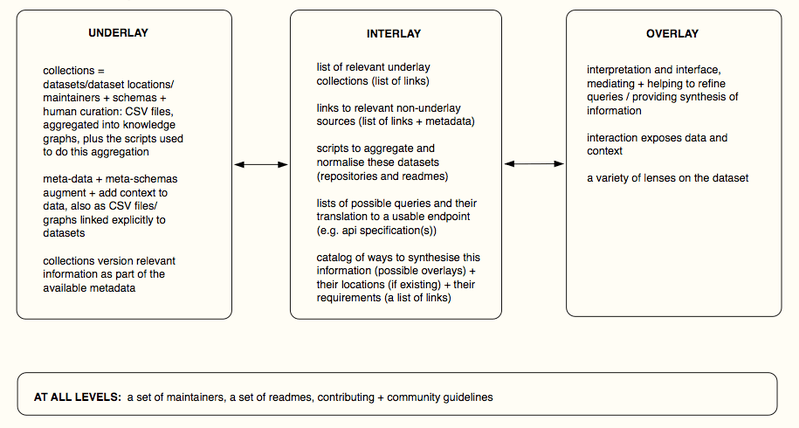 UNDERLAY
collections =
datasets/dataset locations/
maintainers + schemas +
human curation: CSV files,
aggregated into knowledge
graphs, plus the scripts used
to do this aggregation
meta-data + meta-schemas
augment + add context to
data, also as CSV files/
graphs linked explicitly to
datasets
collections version relevant
information as part of the
available metadata
INTERLAY
list of relevant underlay
collections (list of links)
links to relevant non-underlay
sources (list of links + metadata)
scripts to aggregate and
normalise these datasets
(repositories and readmes)
lists of possible queries and their
translation to a usable endpoint
(e.g. api specification(s))
catalog of ways to synthesise this
information (possible overlays) +
their locations (if existing) + their
requirements (a list of links)
OVERLAY
interpretation and interface,
mediating + helping to refine
queries / providing synthesis of
information
interaction exposes data and
context
a variety of lenses on the dataset
AT ALL LEVELS: a set of maintainers, a set of readmes, contributing + community guidelines